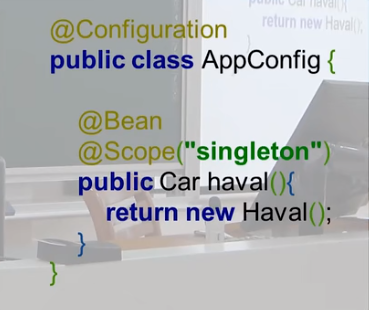 @Configuration
public class AppConfig {
@Bean
@Scope("singleton")
public Car haval(){
return new Haval();
}
}
public Car haval(){
return new Haval();
}